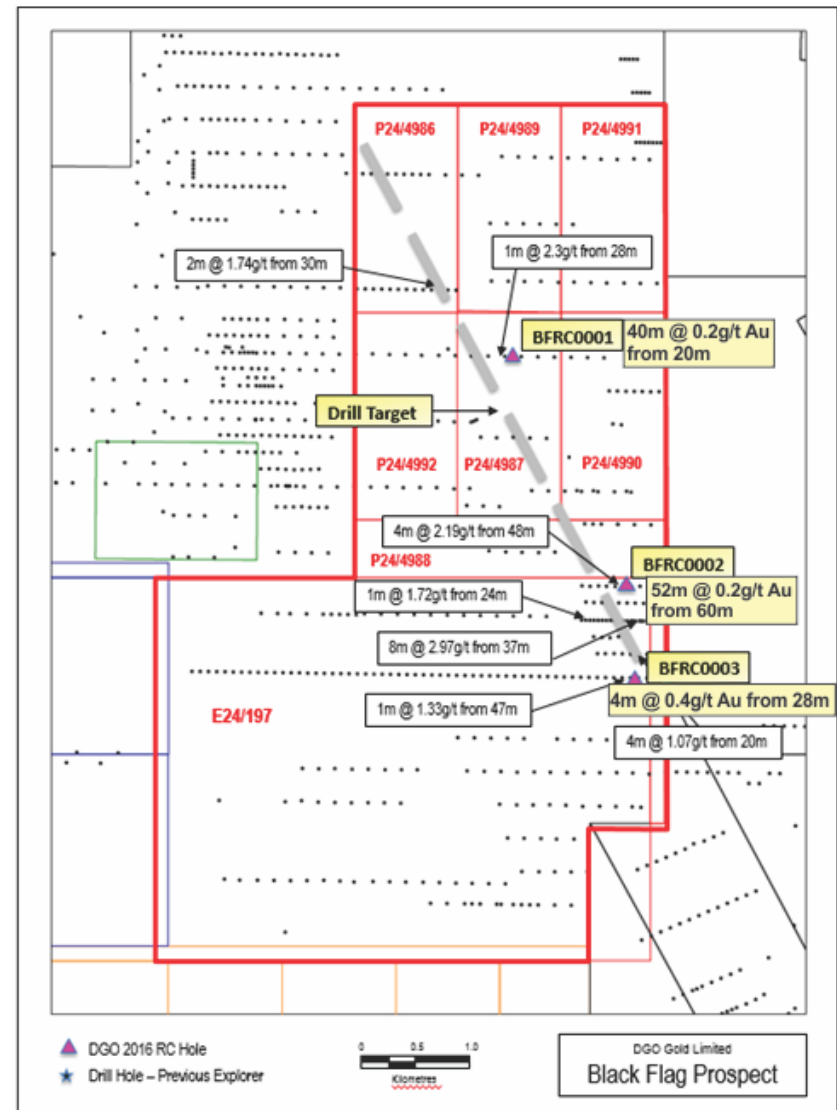 P24/4986
P24/4989
P24/4991
1m @ 2.3g/t from 28m
2m @ 1.74g/t from 30m
BFRC0001
40m @ 0.2g/t Au
from 20m
Drill Target
P24/4992
P24/4987
P24/4990
4m @ 2.19g/t from 48m
P24/4988
BFRC0002
52m @ 0.2g/t Au
from 60m
1m @ 1.72g/t from 24m
8m @ 2.97g/t from 37m
BFRC0003
4m @ 0.4g/t Au from 28m
E24/197
1m @ 1.33g/t from 47m
4m @ 1.07g/t from 20m
DGO 2016 RC Hole
Drill Hole – Previous Explorer
0 0.5 1.0
Kilometres
DGO Gold Limited
Black Flag Prospect